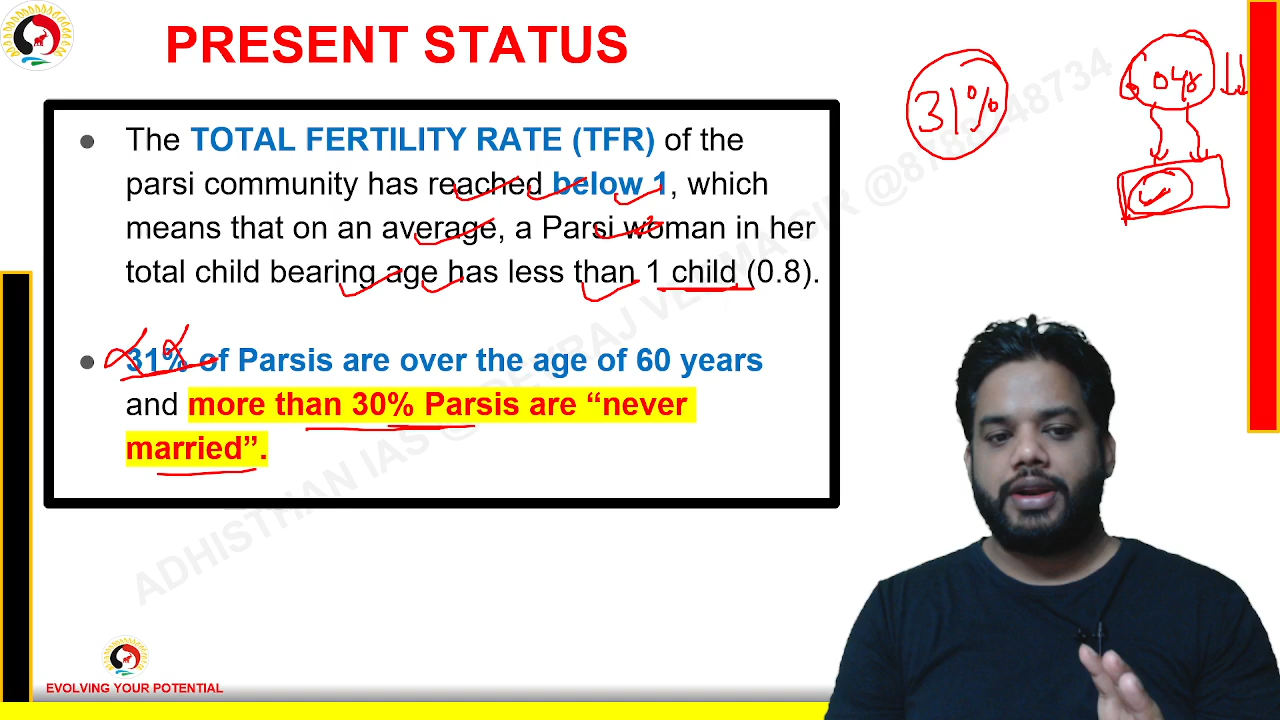 PRESENT STATUS
The TOTAL FERTILITY RATE (TFR) of the
parsi community has reached below 1, which
means that on an average, a Parsi woman in her
total child bearing age has less than 1 child (0.8).
31% of Parsis are over the age of 60 years
and more than 30% Parsis are “never
married”.
31%
ADHISTHAN IAS
EVOLVING YOUR POTENTIAL